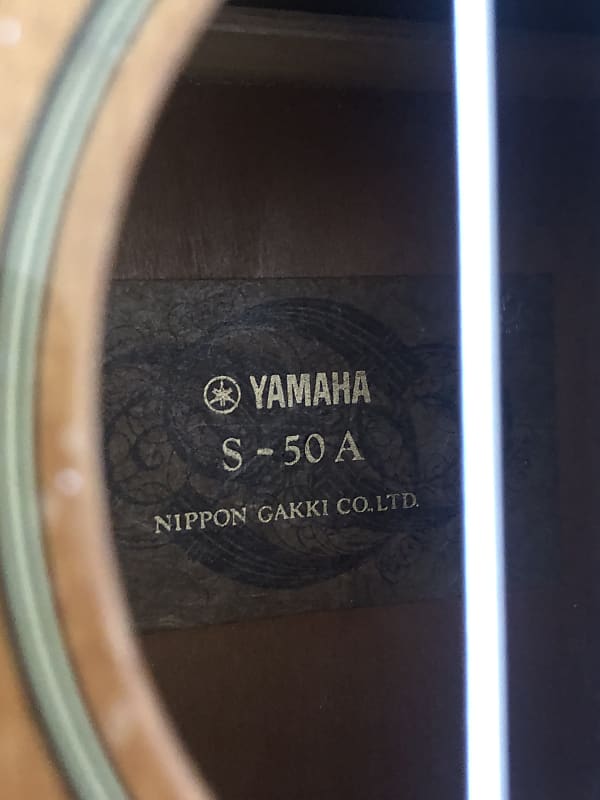 YAMAHA
S-50A
NIPPON GAKKI CO., LTD.